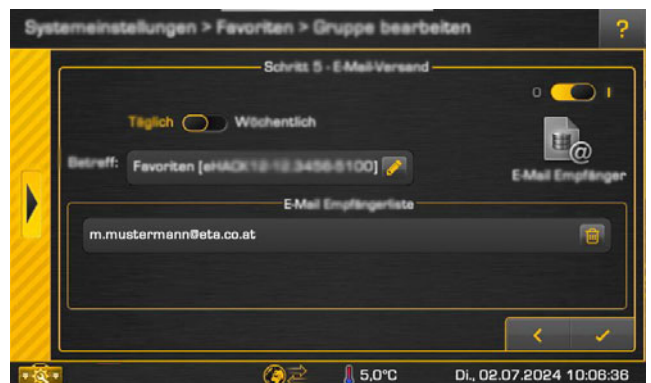 Systemeinstellungen > Favoriten > Gruppe bearbeiten ?
Schritt 5 - E-Mail-Versand
O I
Täglich Wöchentlich
E-Mail Empfänger
Betreff: Favoriten [
E-Mail Empfängerliste
m.mustermann@eta.co.at
5,0°C Di., 02.07.2024 10:06:36